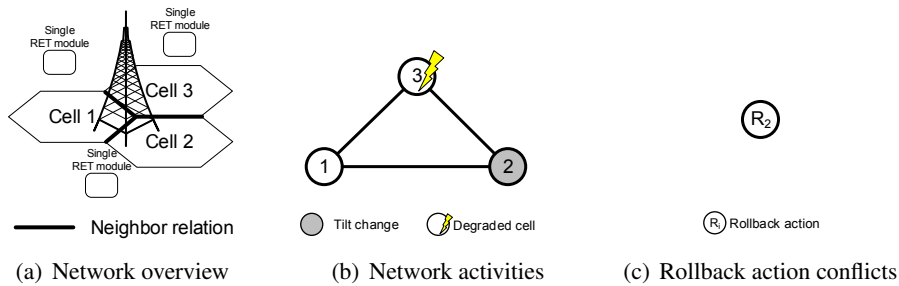 Single
RET module
Single
RET module
Cell 3
Cell 1
Cell 2
Single
RET module
Neighbor relation
(a) Network overview
3
1
2
Tilt change
Degraded cell
(b) Network activities
R2
Ri Rollback action
(c) Rollback action conflicts